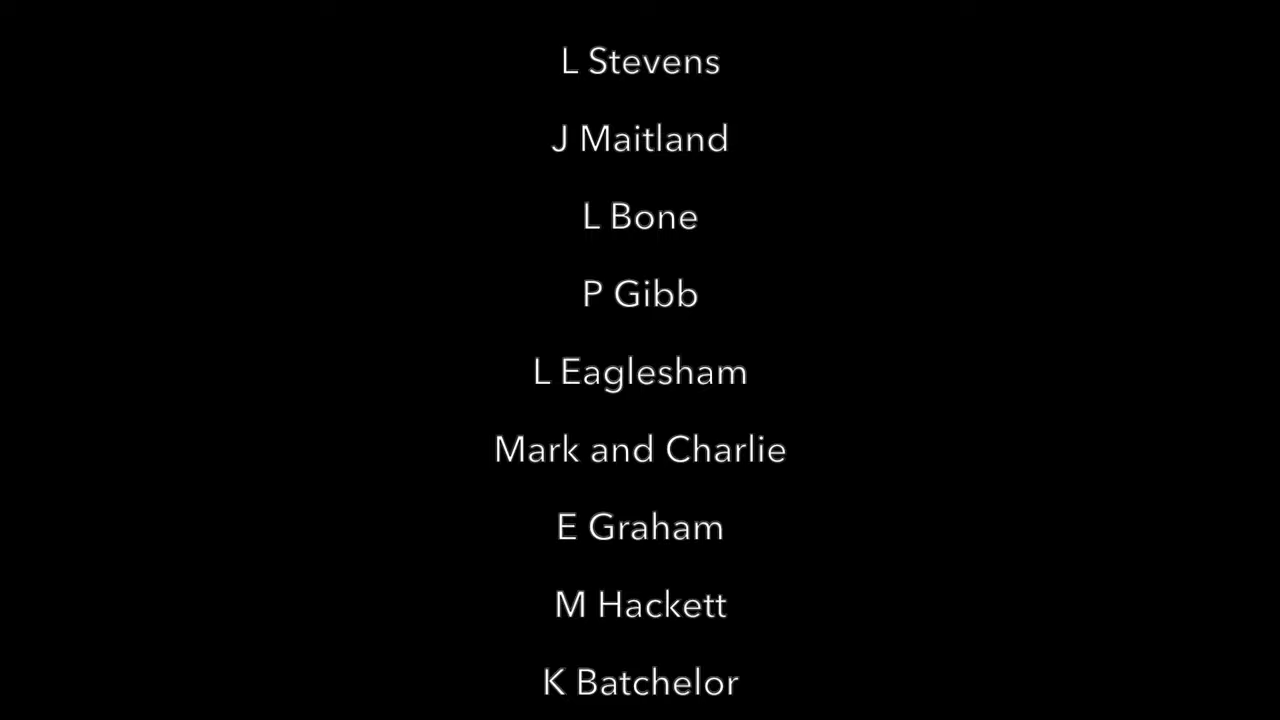 L Stevens
J Maitland
L Bone
P Gibb
L Eaglesham
Mark and Charlie
E Graham
M Hackett
K Batchelor